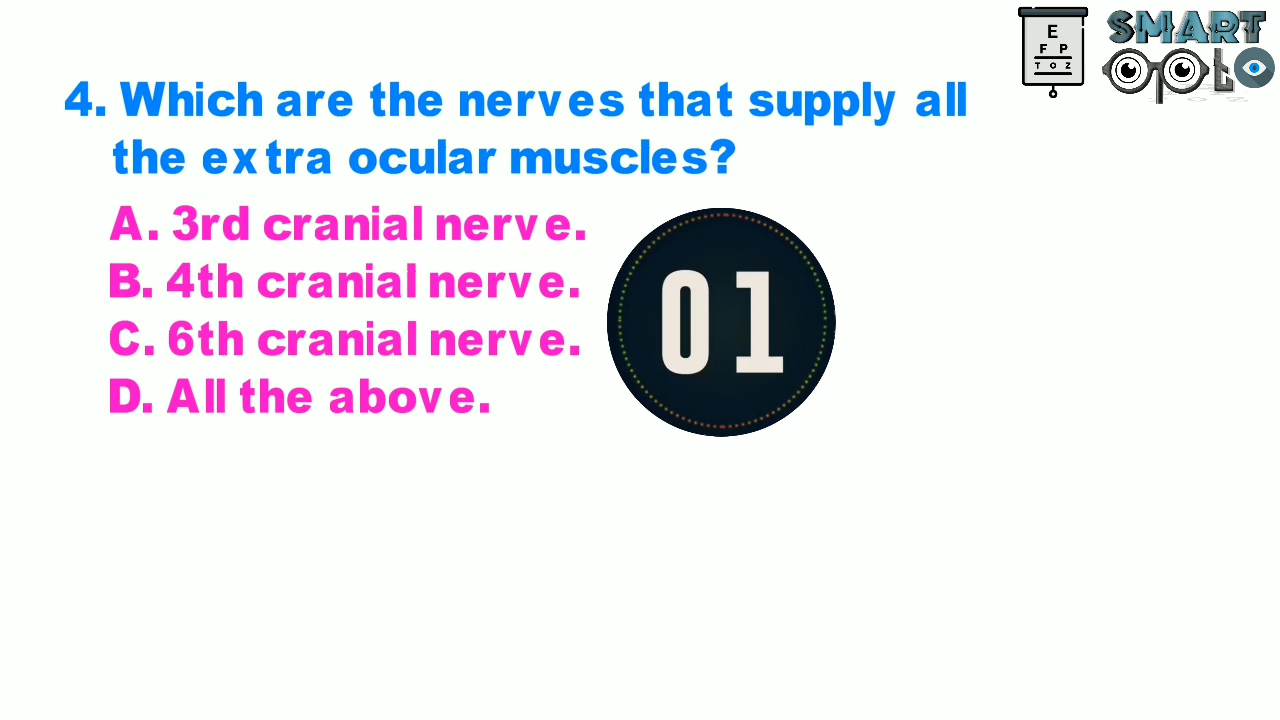 E
F P
T O Z
SMART
opto
4. Which are the nerves that supply all
the extra ocular muscles?
A. 3rd cranial nerve.
B. 4th cranial nerve.
C. 6th cranial nerve.
D. All the above.
01